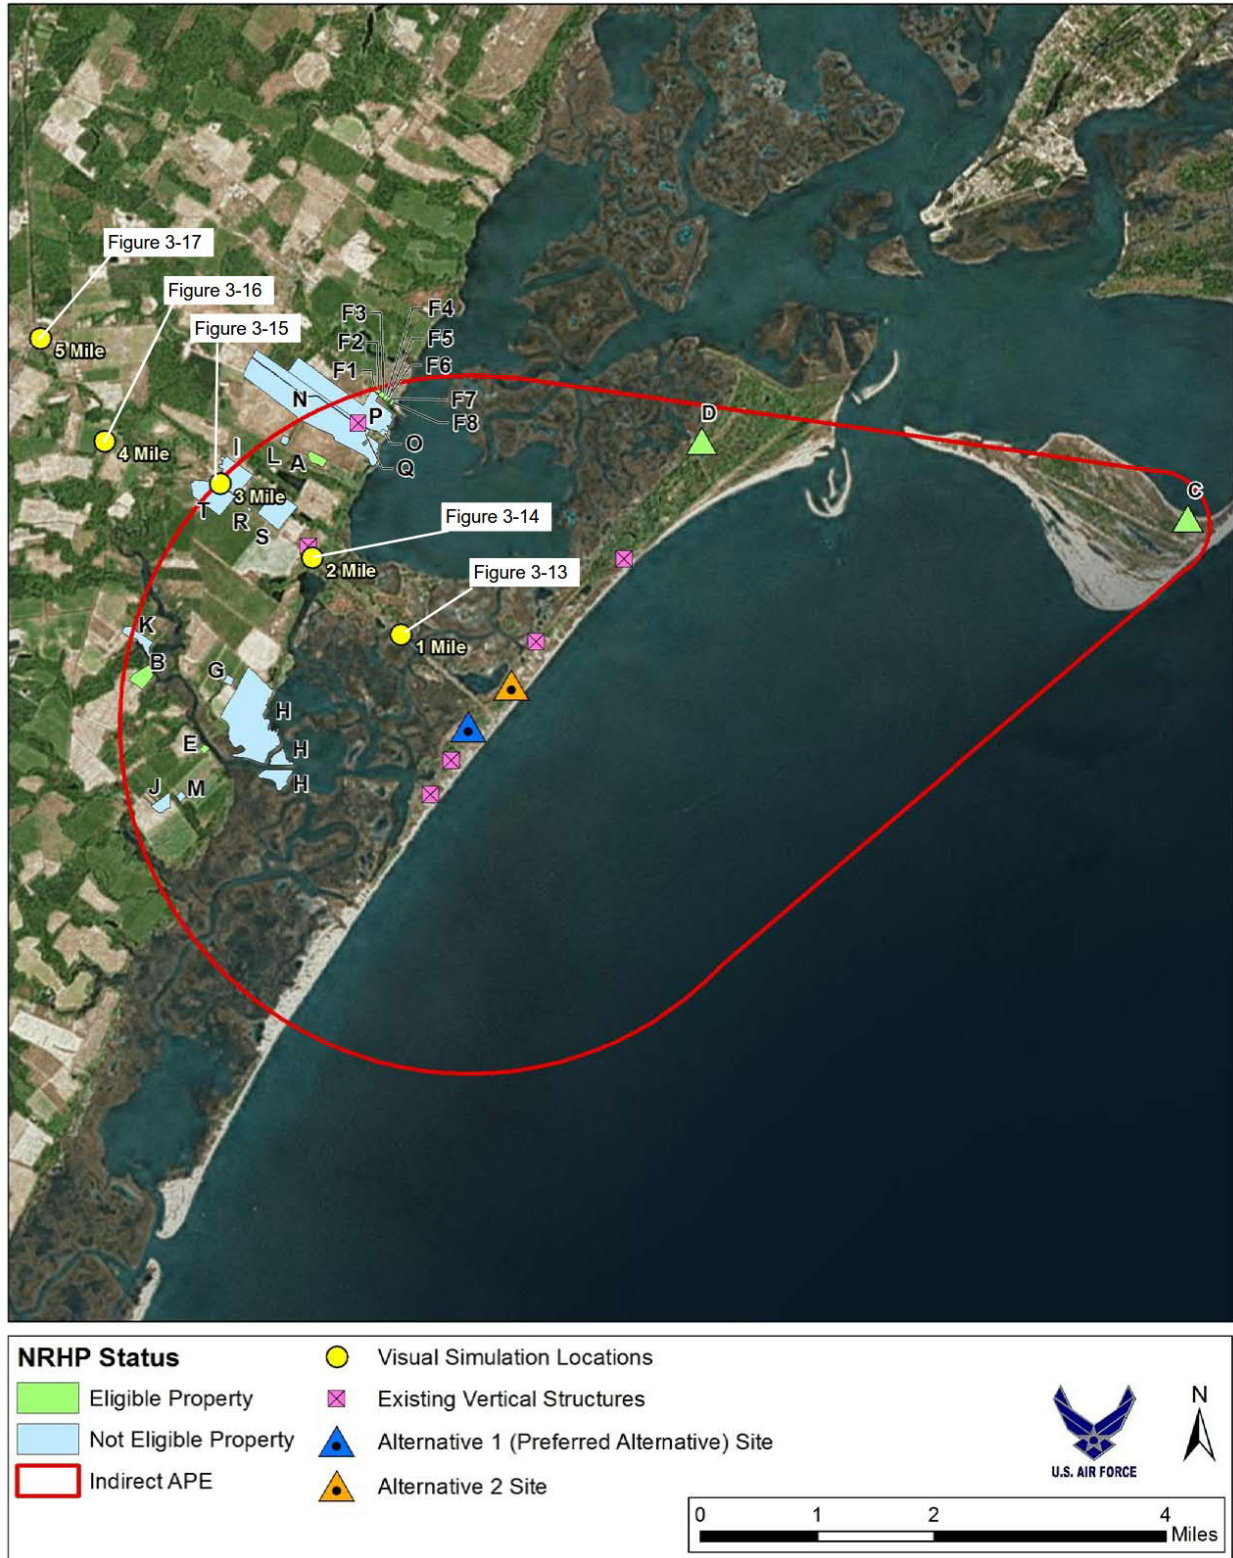 Figure 3-17
Figure 3-16
Figure 3-15
5 Mile
F3
F4
F2
F5
F1
F6
N
P
F7
F8
D
4 Mile
I
L
A
O
Q
3 Mile
T
R
S
C
Figure 3-14
2 Mile
Figure 3-13
1 Mile
K
B
G
H
E
H
J
M
H
NRHP Status
Eligible Property
Not Eligible Property
Indirect APE
Visual Simulation Locations
Existing Vertical Structures
Alternative 1 (Preferred Alternative) Site
Alternative 2 Site
U.S. AIR FORCE
N
0 1 2 4
Miles